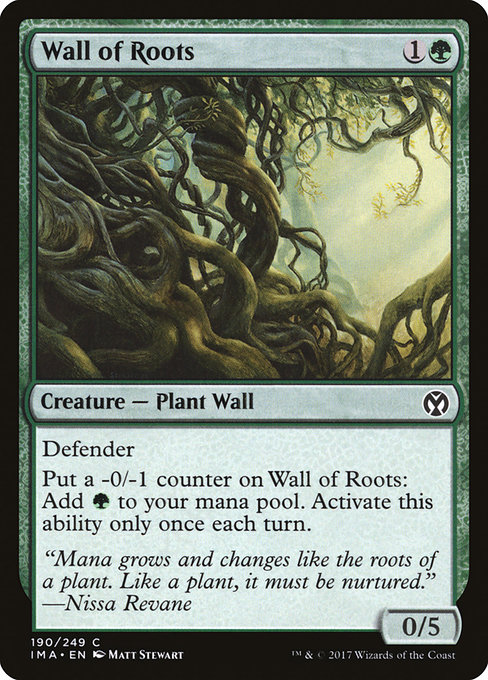 Wall of Roots 1
Creature — Plant Wall
Defender
Put a -0/-1 counter on Wall of Roots:
Add to your mana pool. Activate this
ability only once each turn.
“Mana grows and changes like the roots of
a plant. Like a plant, it must be nurtured.”
—Nissa Revane
0/5
190/249 C
IMA • EN Matt Stewart
™ & © 2017 Wizards of the Coast